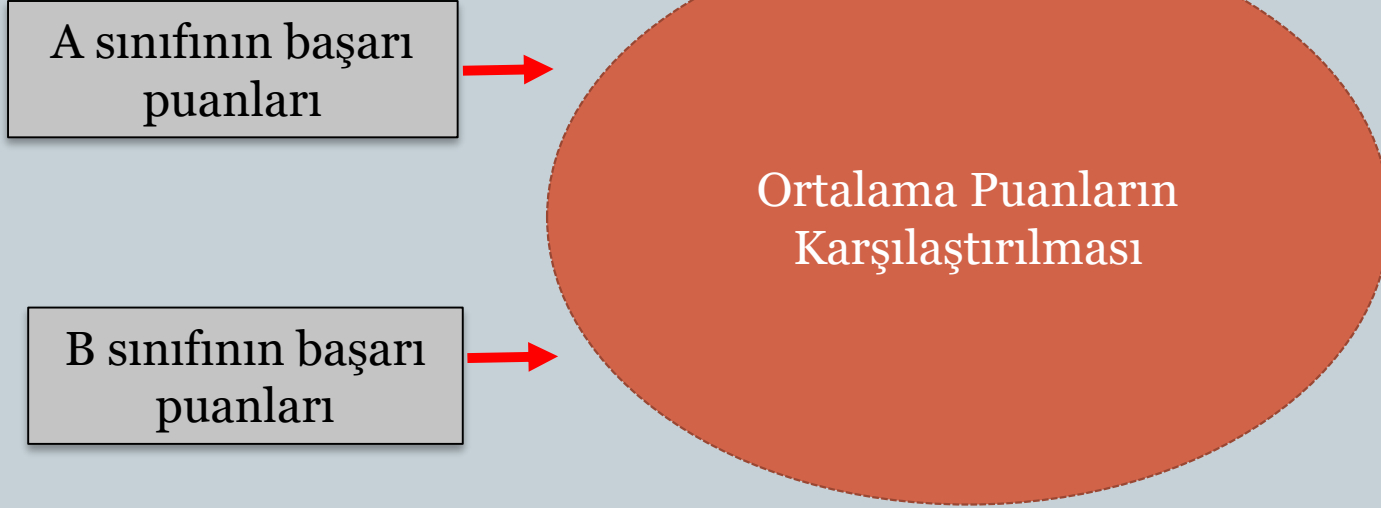 A sınıfının başarı
puanları
Ortalama Puanların
Karşılaştırılması
B sınıfının başarı
puanları